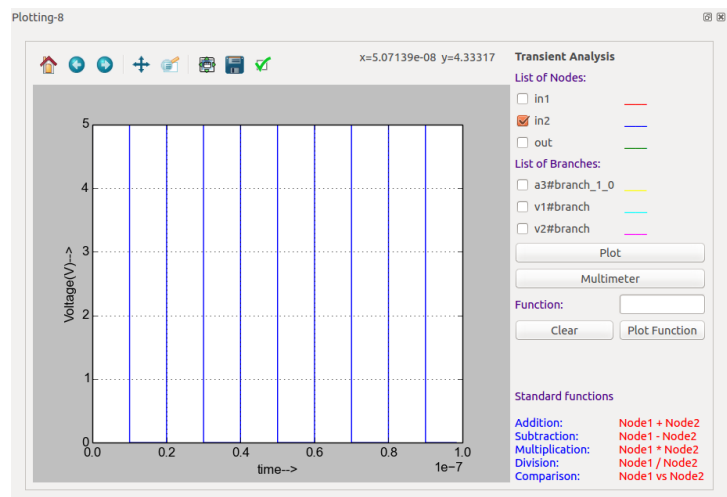 Plotting-8
x=5.07139e-08 y=4.33317
Transient Analysis
List of Nodes:
in1
in2
out
List of Branches:
a3#branch_1_0
v1#branch
v2#branch
Plot
Multimeter
Function:
Clear Plot Function
Standard functions
Addition: Node1 + Node2
Subtraction: Node1 - Node2
Multiplication: Node1 * Node2
Division: Node1 / Node2
Comparison: Node1 vs Node2
5
4
3
2
1
0
Voltage(V)-->
0.0 0.2 0.4 0.6 0.8 1.0
time-->
1e-7